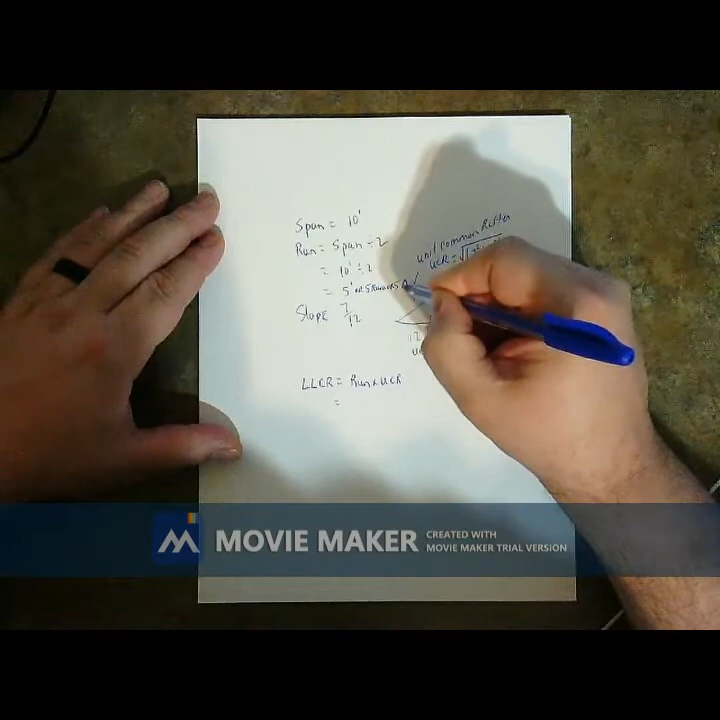 Span = 10'
Run = Span ÷ 2
= 10' ÷ 2
= 5' or 5
Slope 7/12
unit common Rafter
UCR = √
12
LLCR = Run x UCR
=
MOVIE MAKER
CREATED WITH
MOVIE MAKER TRIAL VERSION